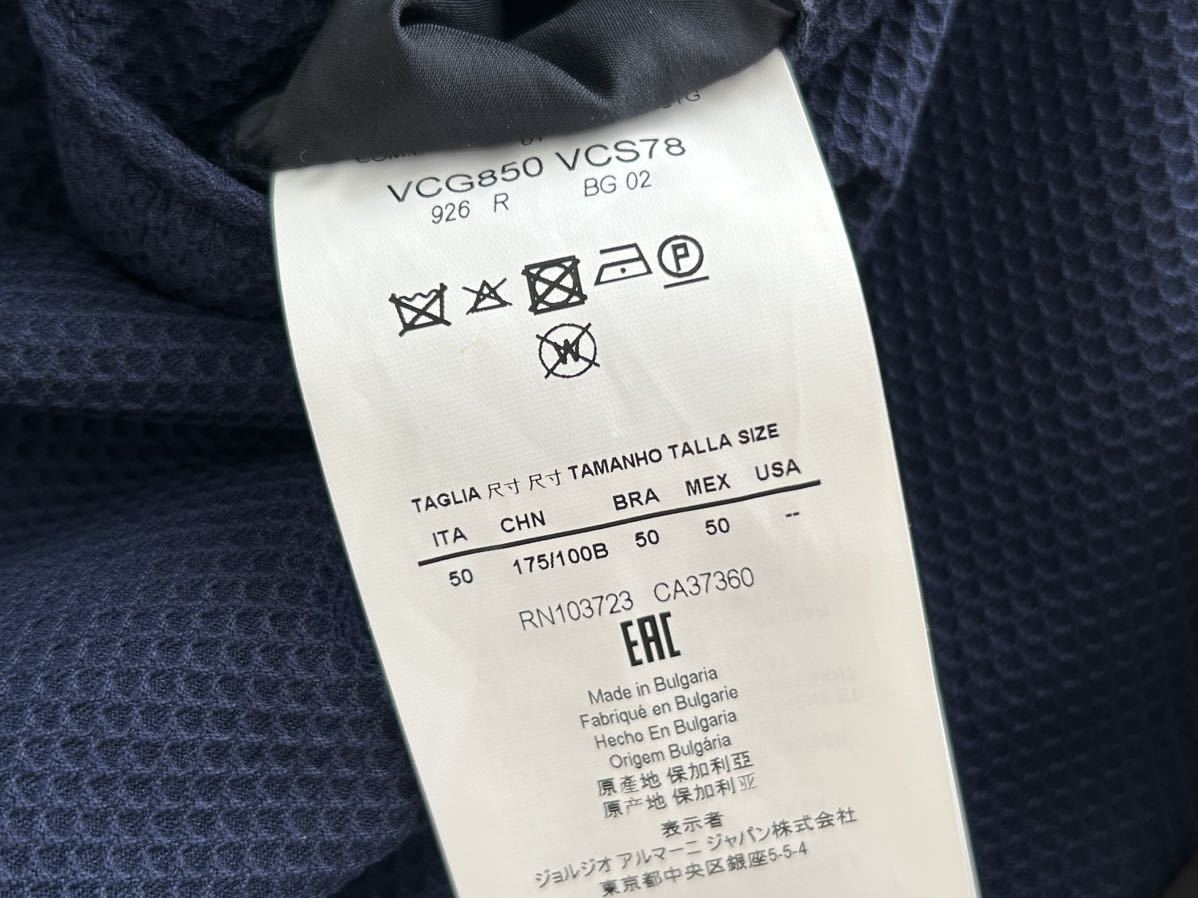 VCG850 VCS78
926 R BG 02
P
W
TAGLIA 尺寸 尺寸 TAMANHO TALLA SIZE
ITA CHN BRA MEX USA
50 175/100B 50 50 --
RN103723 CA37360
EAC
Made in Bulgaria
Fabriqué en Bulgarie
Hecho En Bulgaria
Origem Bulgária
原產地 保加利亞
原产地 保加利亚
表示者
ジョルジオ アルマーニ ジャパン株式会社
東京都中央区銀座5-5-4